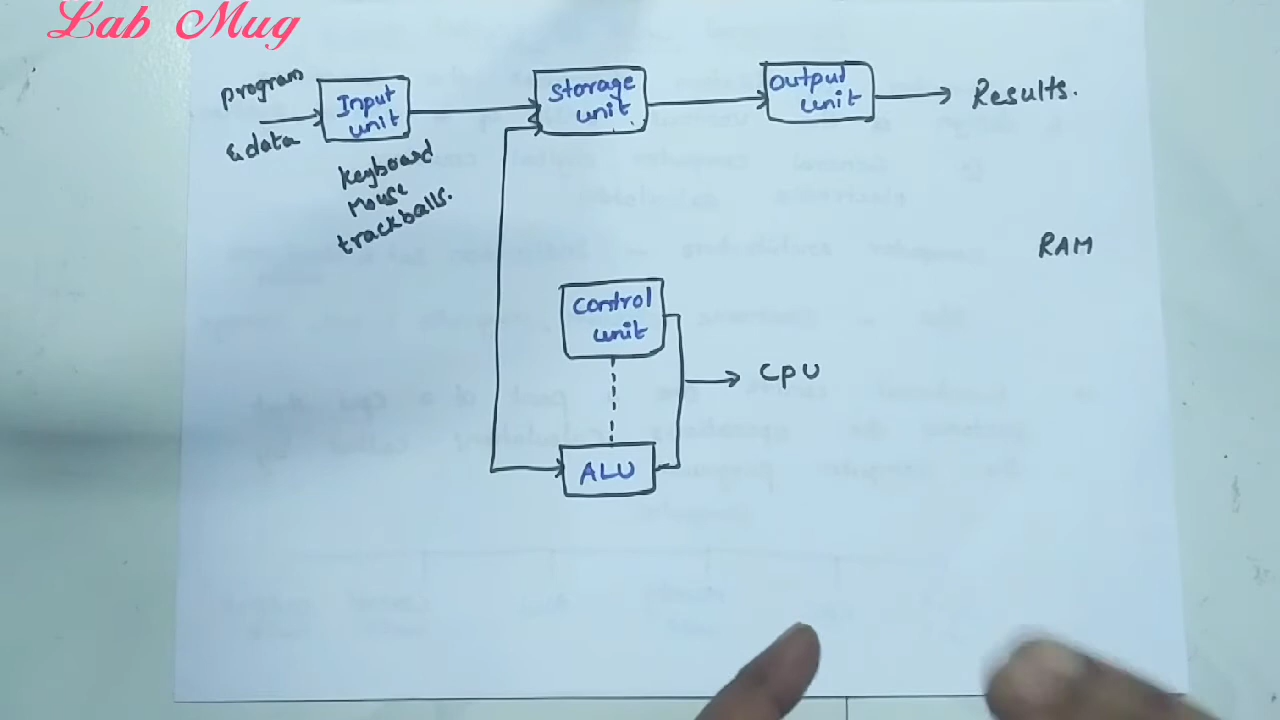 Lab Mug
program
& data
Input
unit
keyboard
Mouse
trackballs.
Storage
unit
Output
unit
Results.
RAM
Control
unit
CPU
ALU